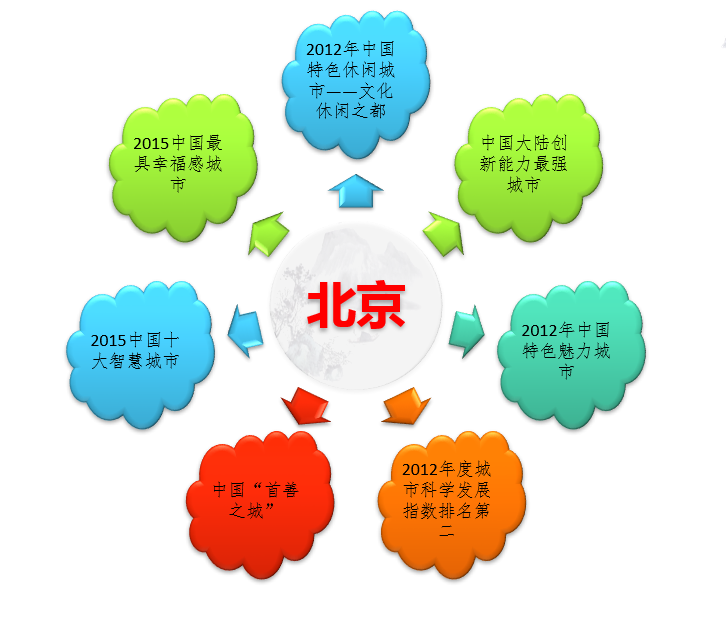 2012年中国
特色休闲城
市——文化
休闲之都
中国大陆创
新能力最强
城市
2012年中国
特色魅力城
市
2012年度城
市科学发展
指数排名第
二
中国“首善
之城”
2015中国十
大智慧城市
2015中国最
具幸福感城
市
北京